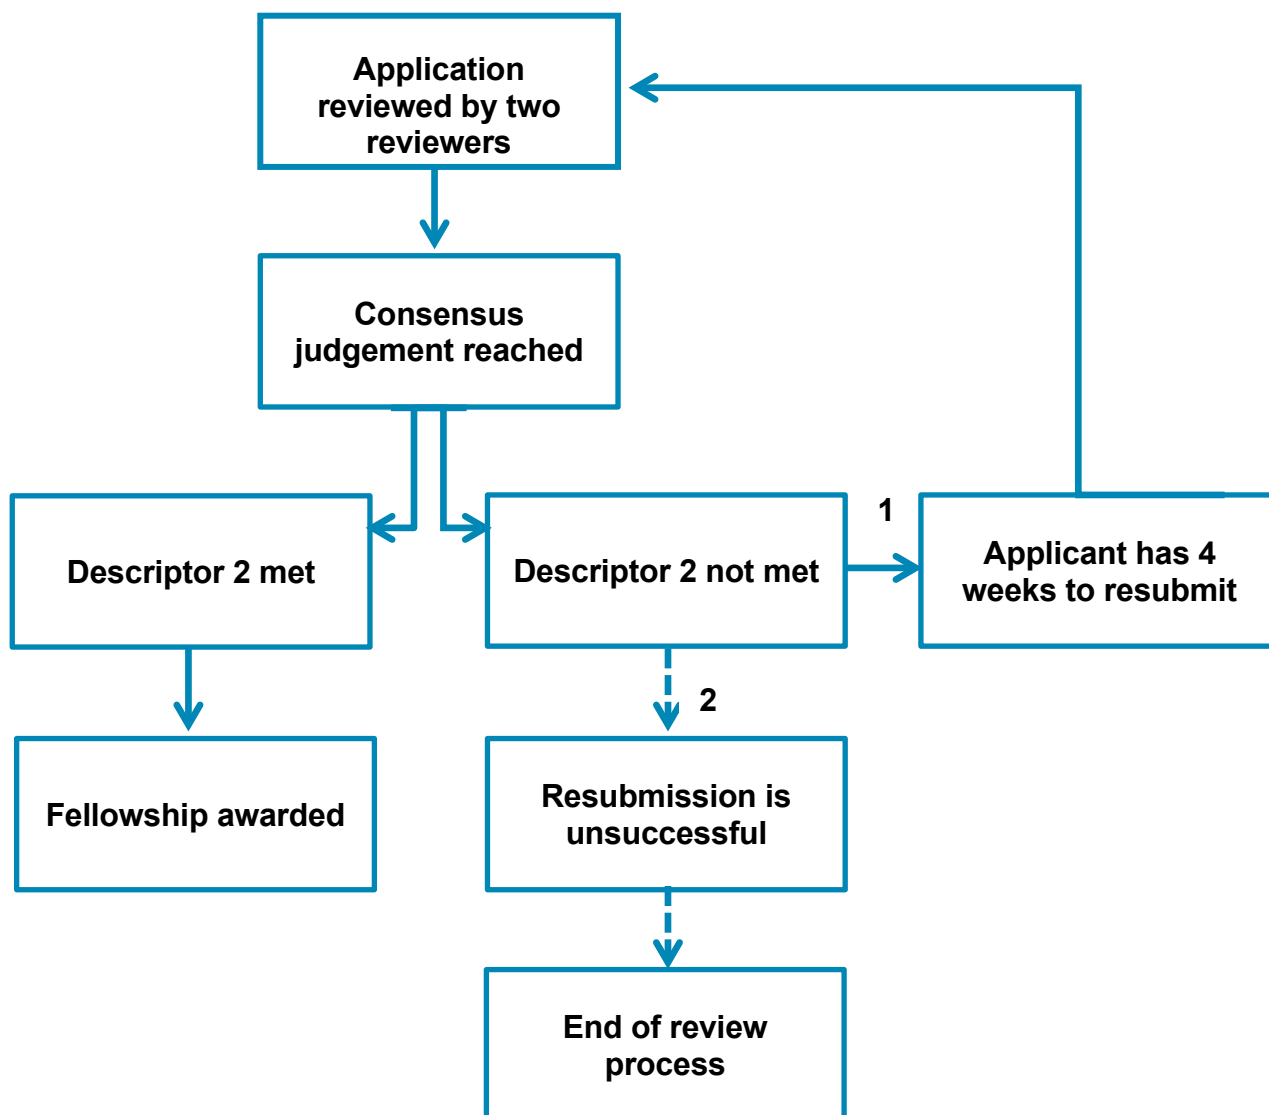 Application
reviewed by two
reviewers
Consensus
judgement reached
Descriptor 2 met
Descriptor 2 not met
1
Applicant has 4
weeks to resubmit
2
Fellowship awarded
Resubmission is
unsuccessful
End of review
process